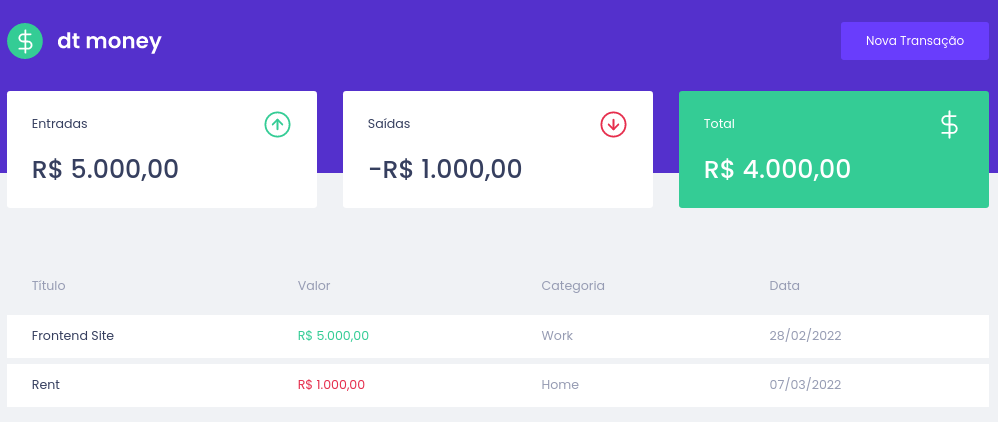 dt money
Nova Transação
Entradas
R$ 5.000,00
Saídas
-R$ 1.000,00
Total
$
R$ 4.000,00
Título Valor Categoria Data
Frontend Site R$ 5.000,00 Work 28/02/2022
Rent R$ 1.000,00 Home 07/03/2022